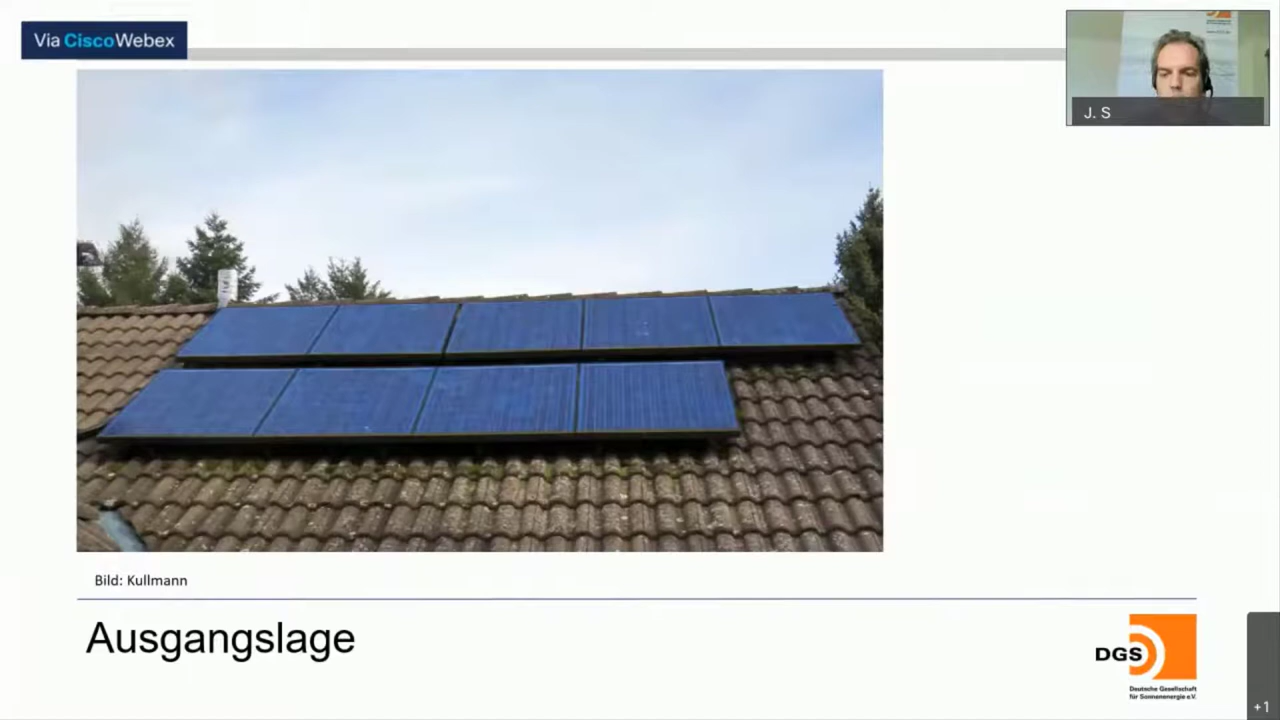 Via CiscoWebex
J. S
Bild: Kullmann
Ausgangslage
DGS
Deutsche Gesellschaft
für Sonnenenergie e.V.
+1